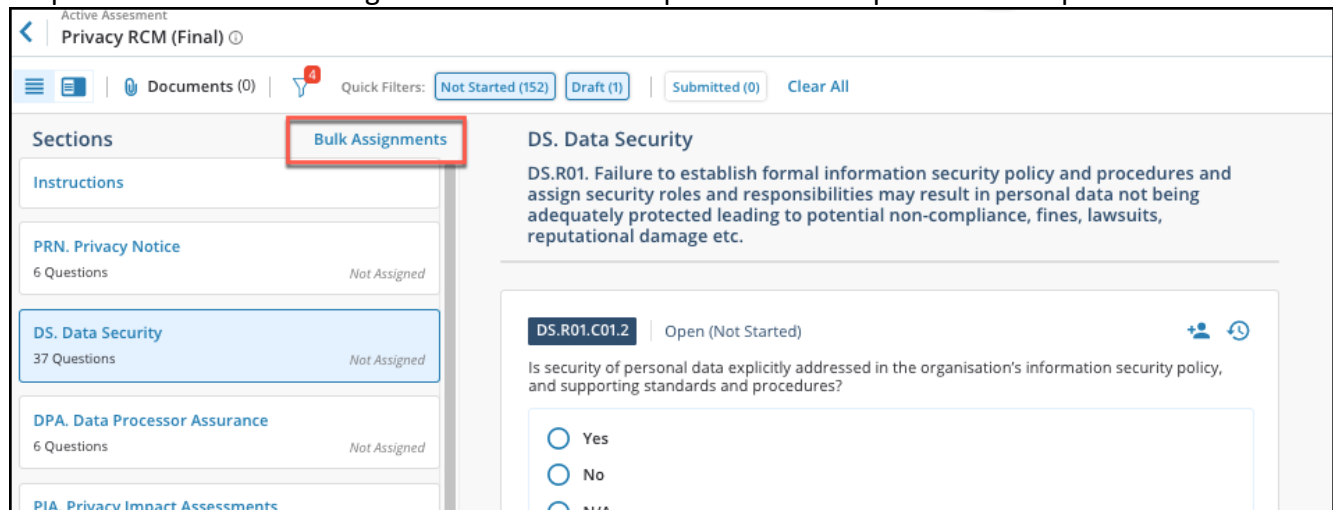 Active Assesment
Privacy RCM (Final)
Documents (0)
4
Quick Filters:
Not Started (152)
Draft (1)
Submitted (0)
Clear All
Sections
Bulk Assignments
Instructions
PRN. Privacy Notice
6 Questions
Not Assigned
DS. Data Security
37 Questions
Not Assigned
DPA. Data Processor Assurance
6 Questions
Not Assigned
PIA. Privacy Impact Assessments
DS. Data Security
DS.R01. Failure to establish formal information security policy and procedures and
assign security roles and responsibilities may result in personal data not being
adequately protected leading to potential non-compliance, fines, lawsuits,
reputational damage etc.
DS.R01.C01.2
Open (Not Started)
Is security of personal data explicitly addressed in the organisation's information security policy,
and supporting standards and procedures?
Yes
No
N/A